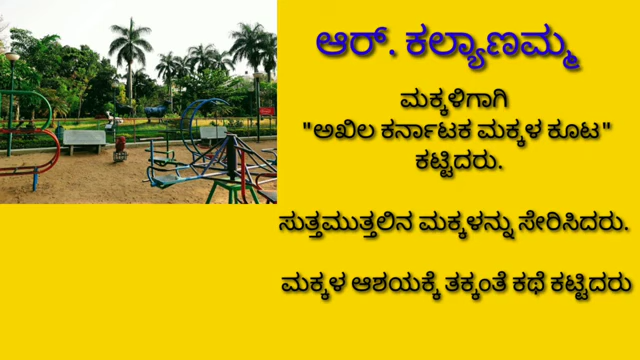 ಆರ್. ಕಲ್ಯಾಣಮ್ಮ
ಮಕ್ಕಳಿಗಾಗಿ
"ಅಖಿಲ ಕರ್ನಾಟಕ ಮಕ್ಕಳ ಕೂಟ"
ಕಟ್ಟಿದರು.
ಸುತ್ತಮುತ್ತಲಿನ ಮಕ್ಕಳನ್ನು ಸೇರಿಸಿದರು.
ಮಕ್ಕಳ ಆಶಯಕ್ಕೆ ತಕ್ಕಂತೆ ಕಥೆ ಕಟ್ಟಿದರು